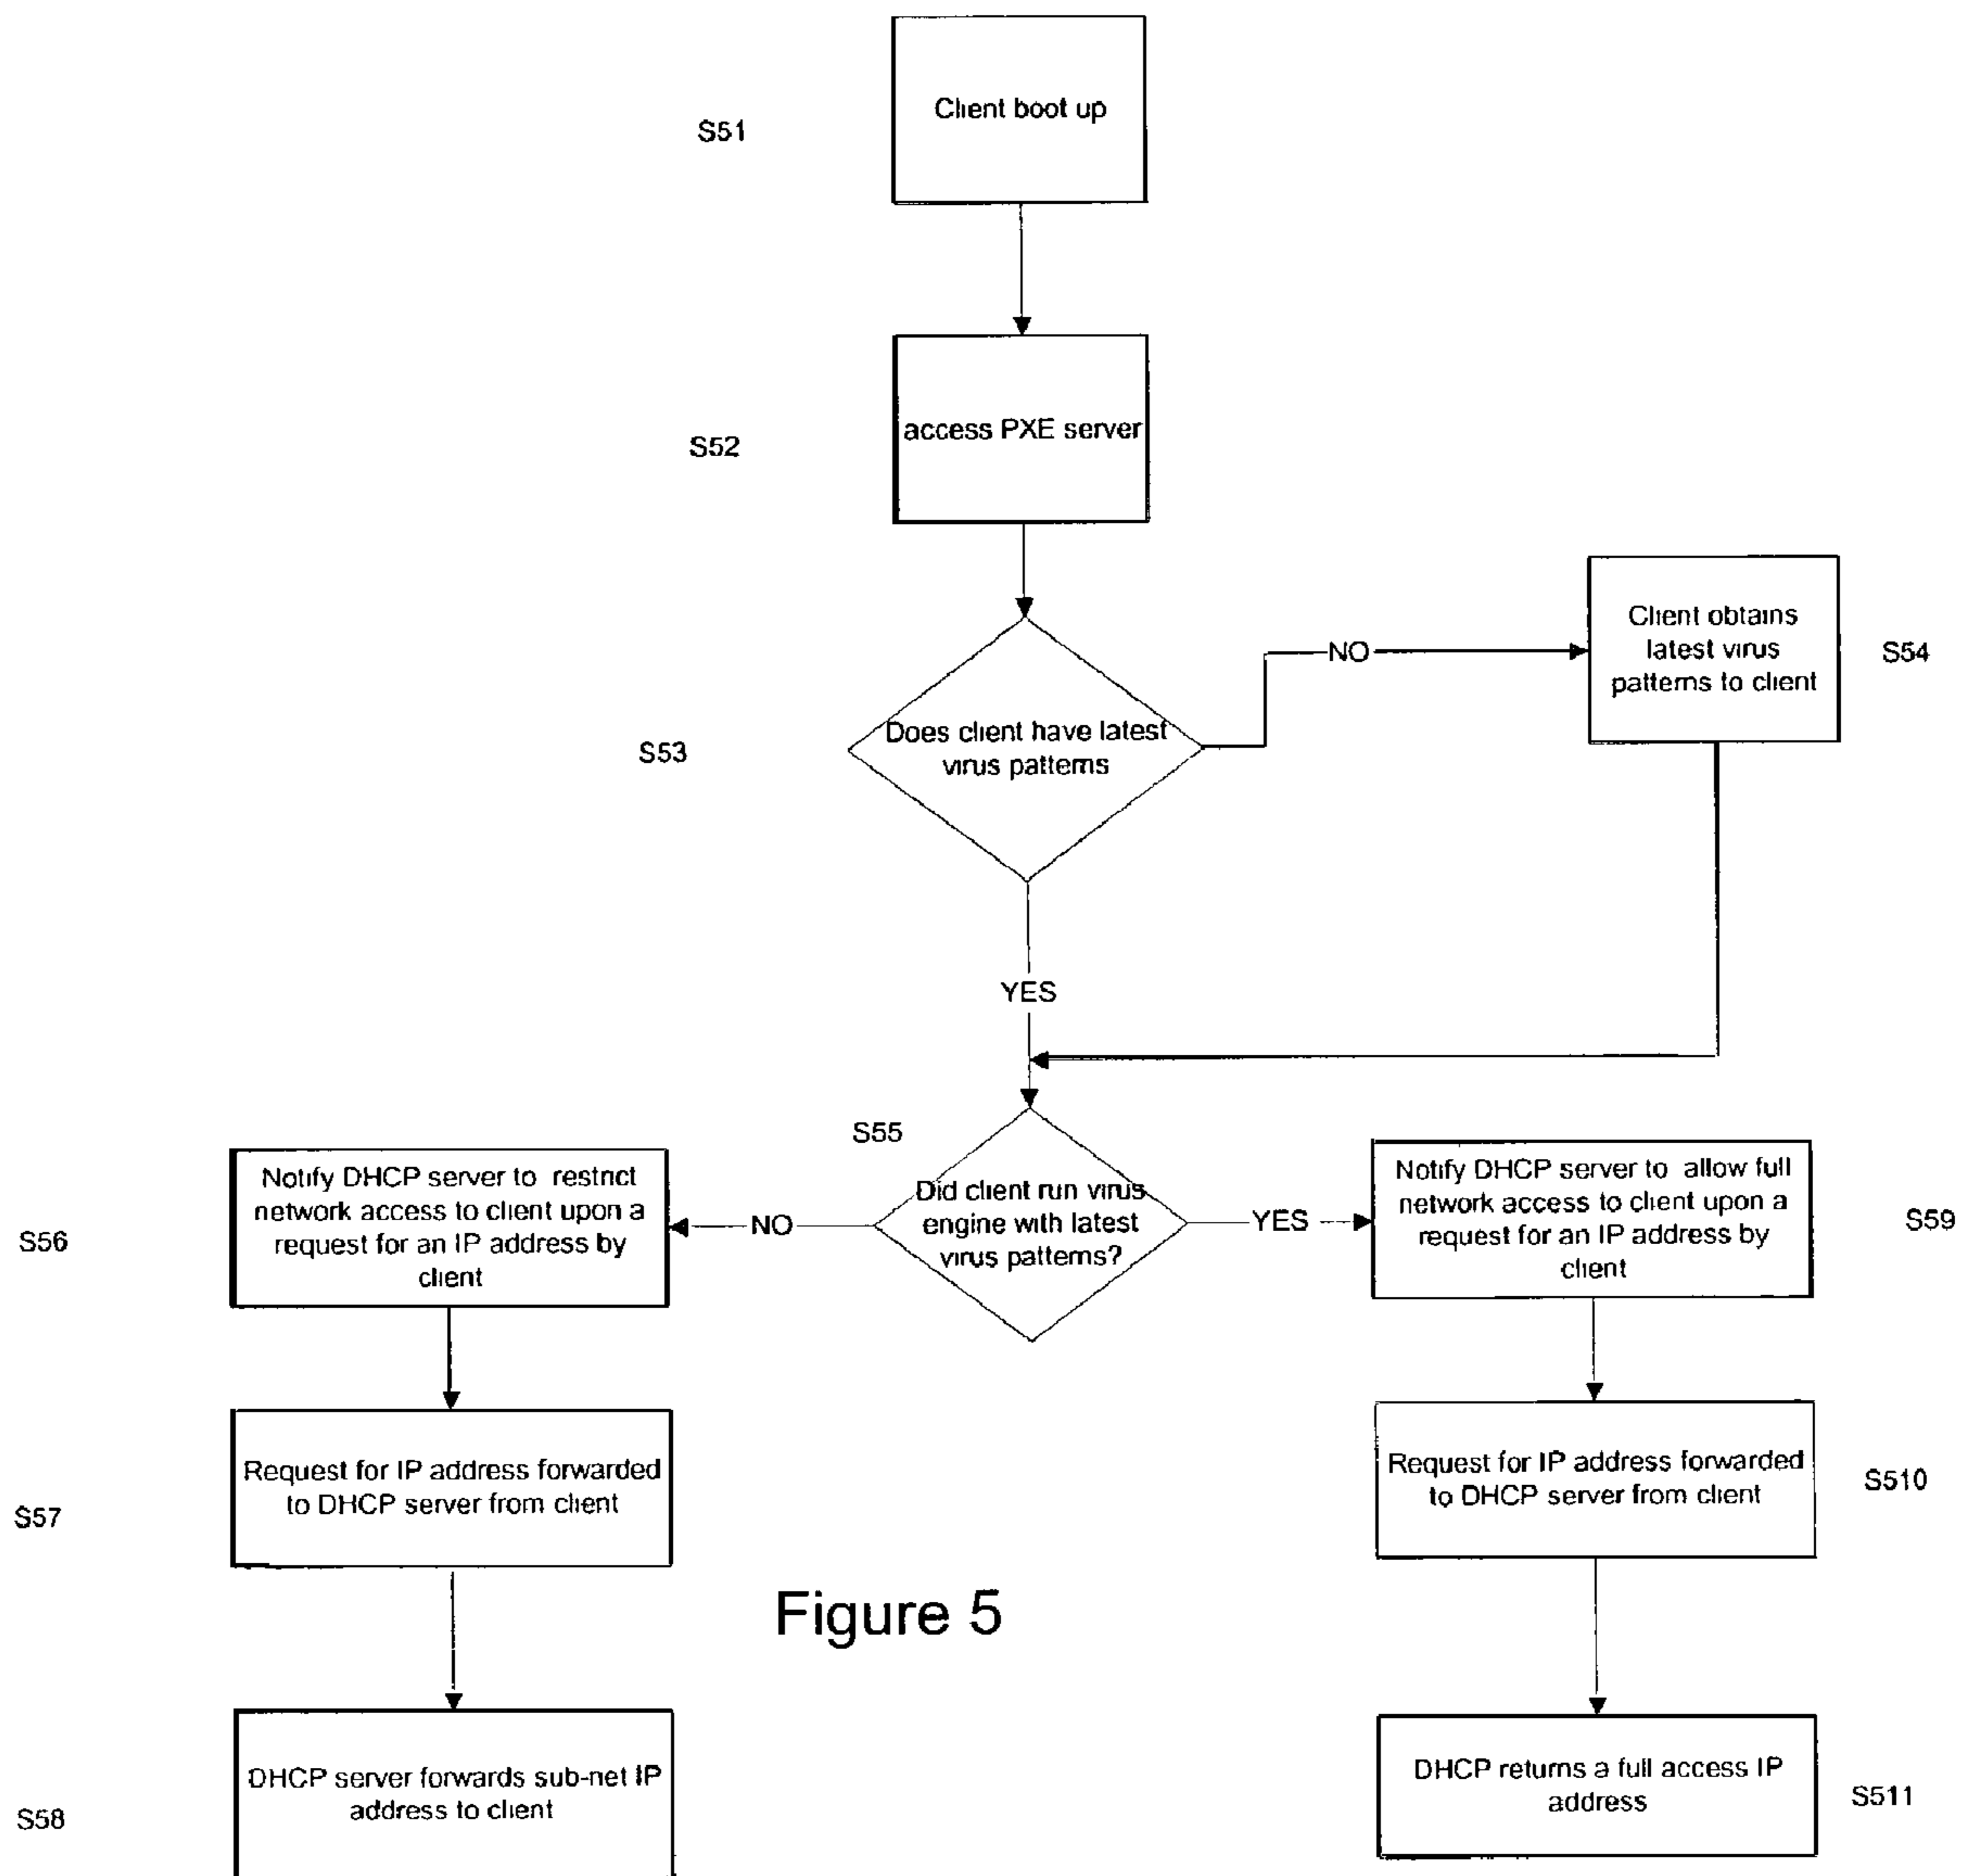 Client boot up
S51
access PXE server
S52
Client obtains
latest virus
patterns to client
S54
NO
Does client have latest
virus patterns
S53
YES
S55
Did client run virus
engine with latest
virus patterns?
NO
YES
Notify DHCP server to restrict
network access to client upon a
request for an IP address by
client
S56
Notify DHCP server to allow full
network access to client upon a
request for an IP address by
client
S59
Request for IP address forwarded
to DHCP server from client
S57
Request for IP address forwarded
to DHCP server from client
S510
Figure 5
DHCP server forwards sub-net IP
address to client
S58
DHCP returns a full access IP
address
S511